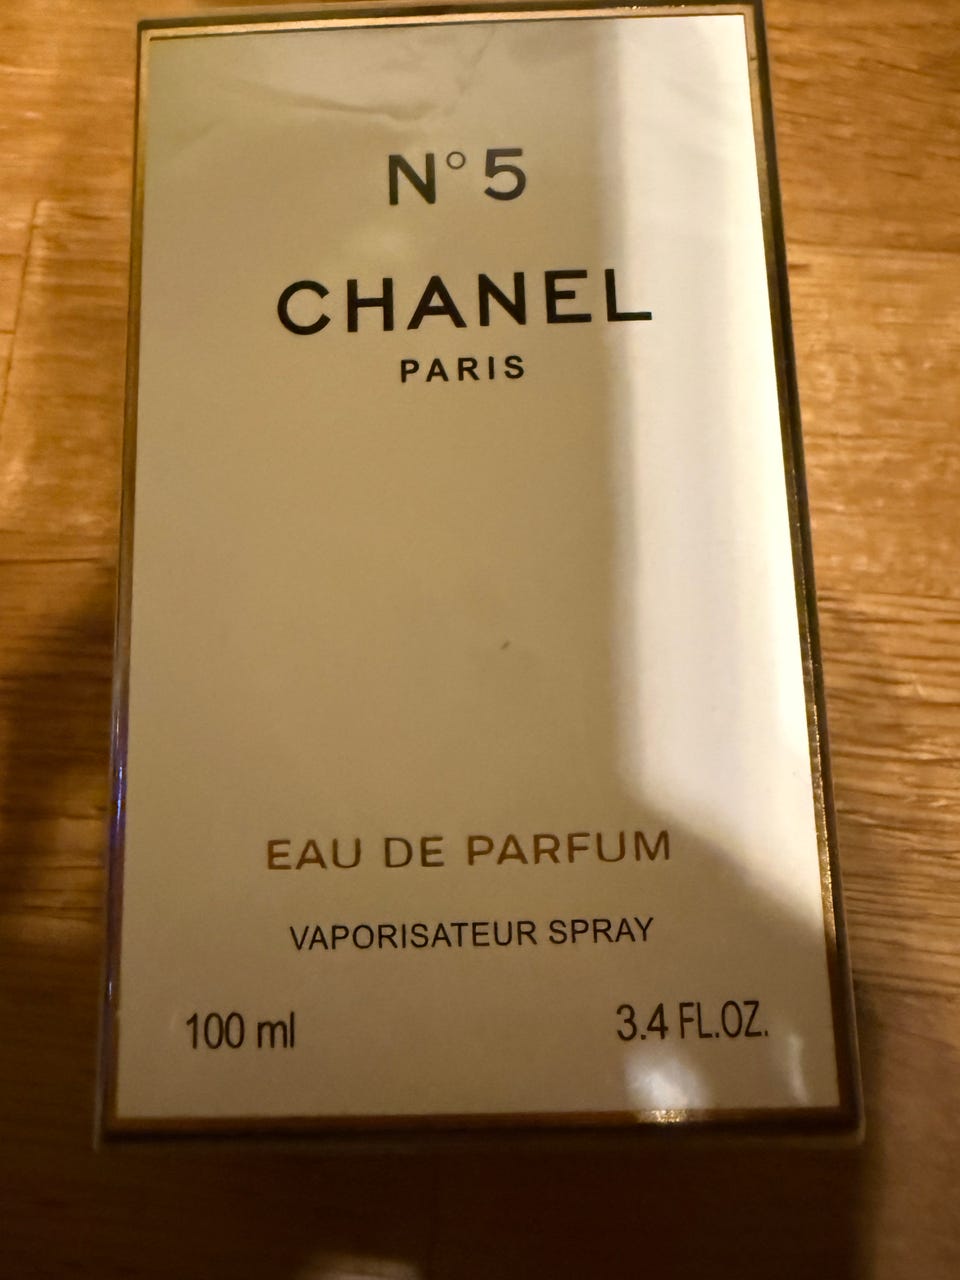 N° 5
CHANEL
PARIS
EAU DE PARFUM
VAPORISATEUR SPRAY
100 ml 3.4 FL.OZ.